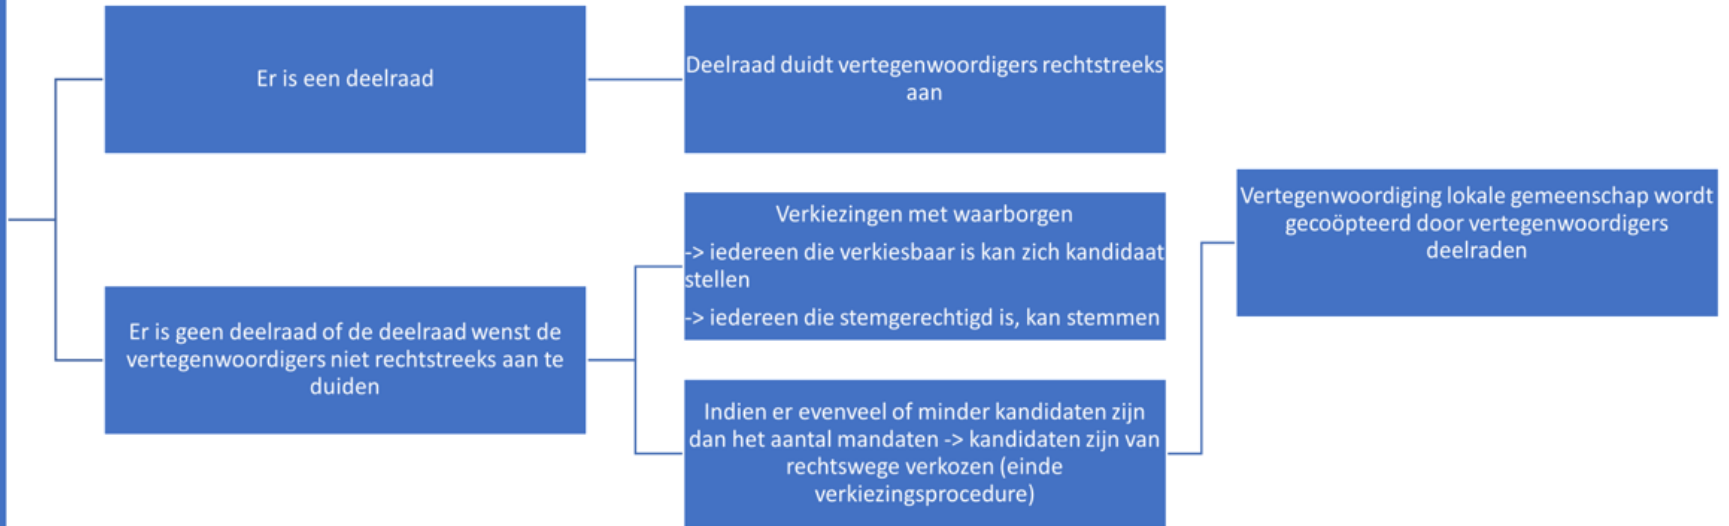 Er is een deelraad
Deelraad duidt vertegenwoordigers rechtstreeks
aan
Er is geen deelraad of de deelraad wenst de
vertegenwoordigers niet rechtstreeks aan te
duiden
Verkiezingen met waarborgen
-> iedereen die verkiesbaar is kan zich kandidaat
stellen
-> iedereen die stemgerechtigd is, kan stemmen
Indien er evenveel of minder kandidaten zijn
dan het aantal mandaten -> kandidaten zijn van
rechtswege verkozen (einde
verkiezingsprocedure)
Vertegenwoordiging lokale gemeenschap wordt
gecoöpteerd door vertegenwoordigers
deelraden